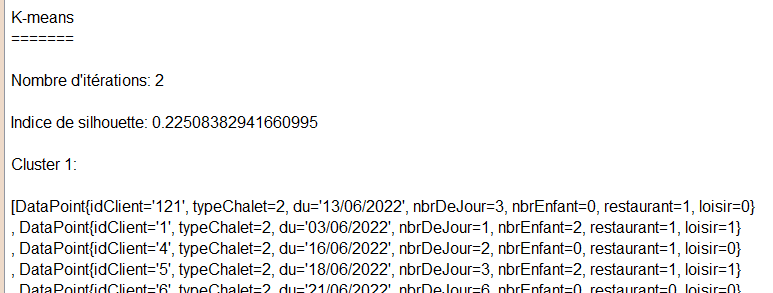 K-means
=======
Nombre d'itérations: 2
Indice de silhouette: 0.22508382941660995
Cluster 1:
[DataPoint{idClient='121', typeChalet=2, du='13/06/2022', nbrDeJour=3, nbrEnfant=0, restaurant=1, loisir=0}
, DataPoint{idClient='1', typeChalet=2, du='03/06/2022', nbrDeJour=1, nbrEnfant=2, restaurant=1, loisir=1}
, DataPoint{idClient='4', typeChalet=2, du='16/06/2022', nbrDeJour=2, nbrEnfant=0, restaurant=1, loisir=0}
, DataPoint{idClient='5', typeChalet=2, du='18/06/2022', nbrDeJour=3, nbrEnfant=2, restaurant=1, loisir=1}
, DataPoint{idClient='6', typeChalet=2, du='21/06/2022', nbrDeJour=6, nbrEnfant=0, restaurant=0, loisir=0}